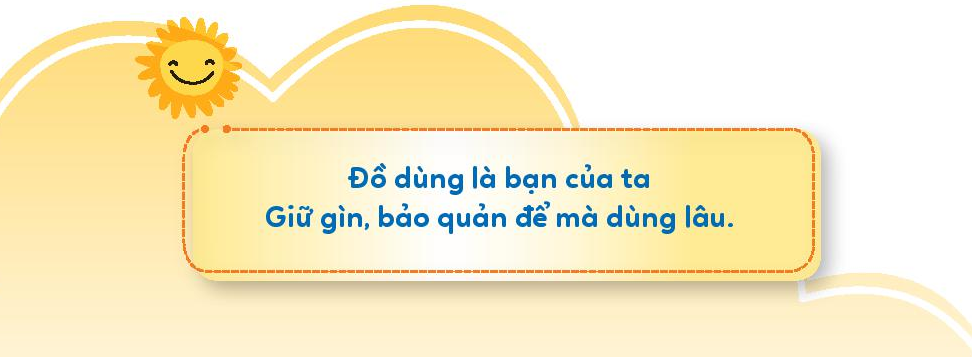 Đồ dùng là bạn của ta
Giữ gìn, bảo quản để mà dùng lâu.